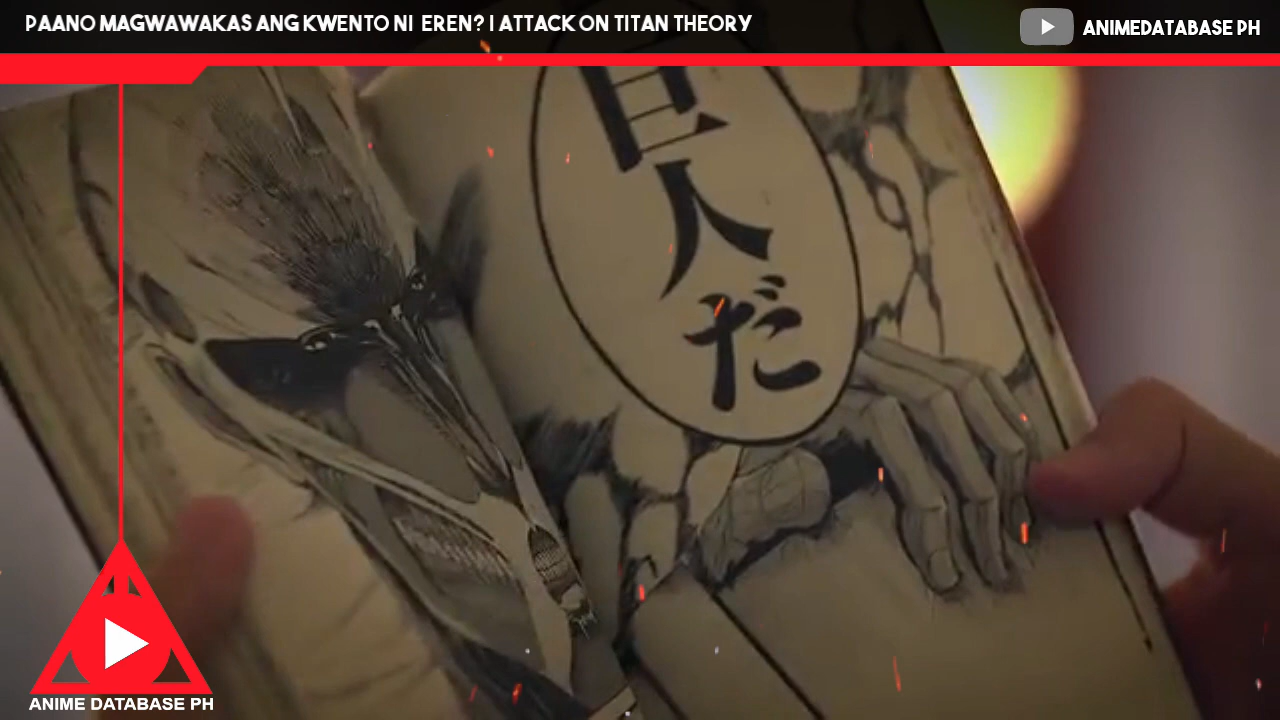 PAANO MAGWAWAKAS ANG KWENTO NI EREN? | ATTACK ON TITAN THEORY
ANIMEDATABASE PH
巨人だ
ANIME DATABASE PH